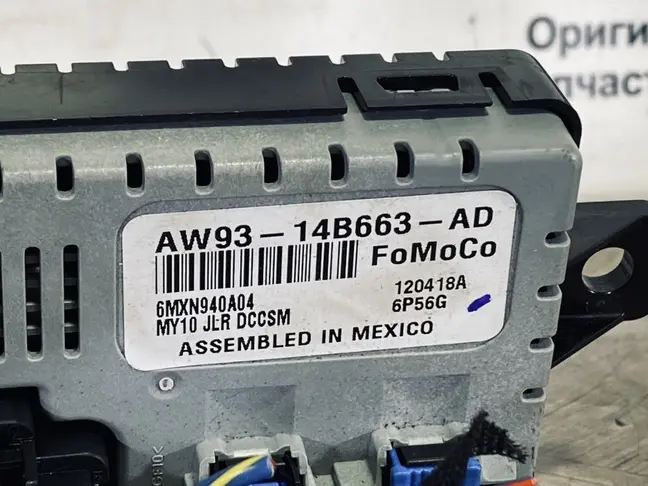 Ориги
пчаст
AW93-14B663-AD
FoMoCo
6MXN940A04
120418A
MY10 JLR DCCSM
6P56G
ASSEMBLED IN MEXICO